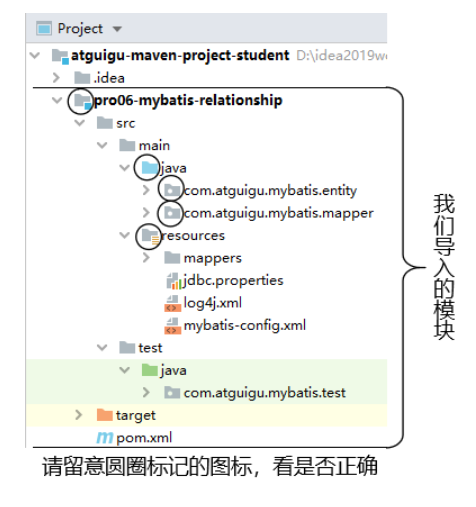 Project
atguigu-maven-project-student D:\idea2019w
.idea
pro06-mybatis-relationship
src
main
java
com.atguigu.mybatis.entity
com.atguigu.mybatis.mapper
resources
mappers
jdbc.properties
log4j.xml
mybatis-config.xml
test
java
com.atguigu.mybatis.test
target
pom.xml
我们导入的模块
请留意圆圈标记的图标，看是否正确